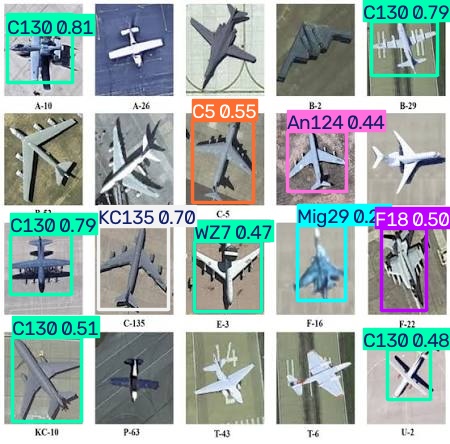 C130 0.81
C130 0.79
A-10
A-26
B-2
B-29
C5 0.55
An124 0.44
C-5
C130 0.79
KC135 0.70
WZ7 0.47
Mig29
F18 0.50
C-135
E-3
F-16
F-22
C130 0.51
C130 0.48
KC-10
P-63
T-43
T-6
U-2